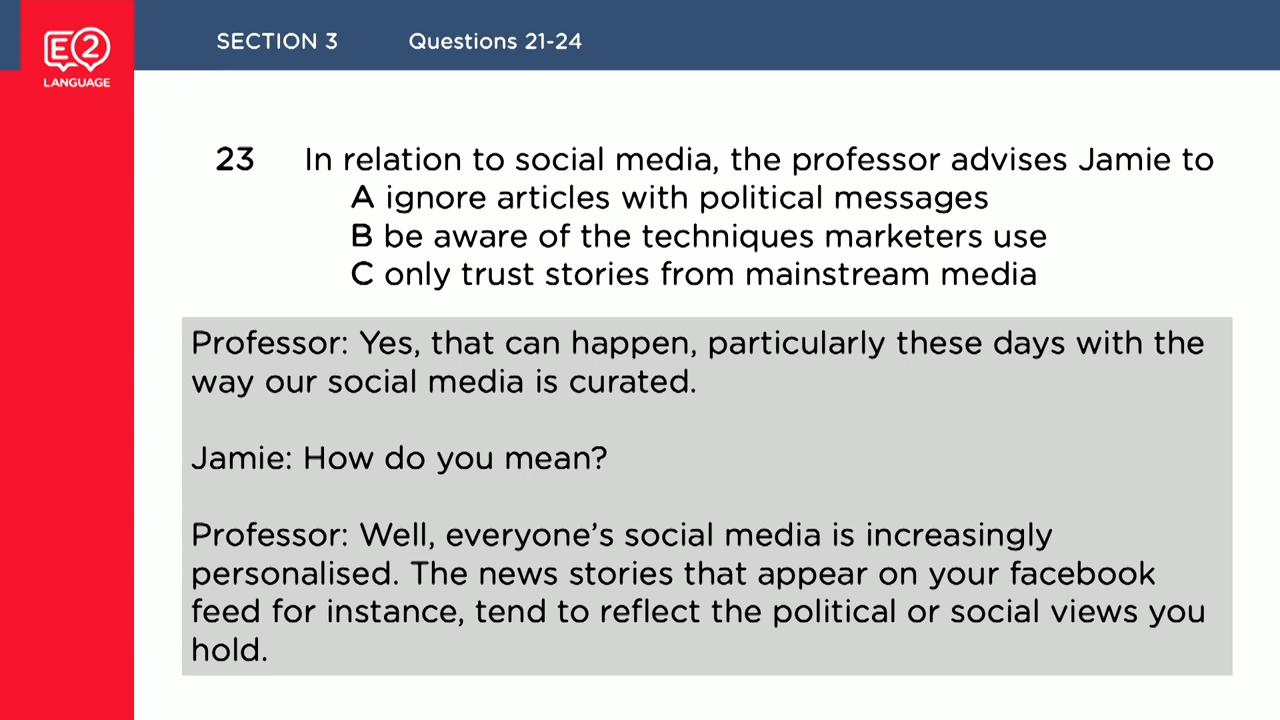 E2
LANGUAGE
SECTION 3 Questions 21-24
23 In relation to social media, the professor advises Jamie to
A ignore articles with political messages
B be aware of the techniques marketers use
C only trust stories from mainstream media
Professor: Yes, that can happen, particularly these days with the
way our social media is curated.
Jamie: How do you mean?
Professor: Well, everyone’s social media is increasingly
personalised. The news stories that appear on your facebook
feed for instance, tend to reflect the political or social views you
hold.